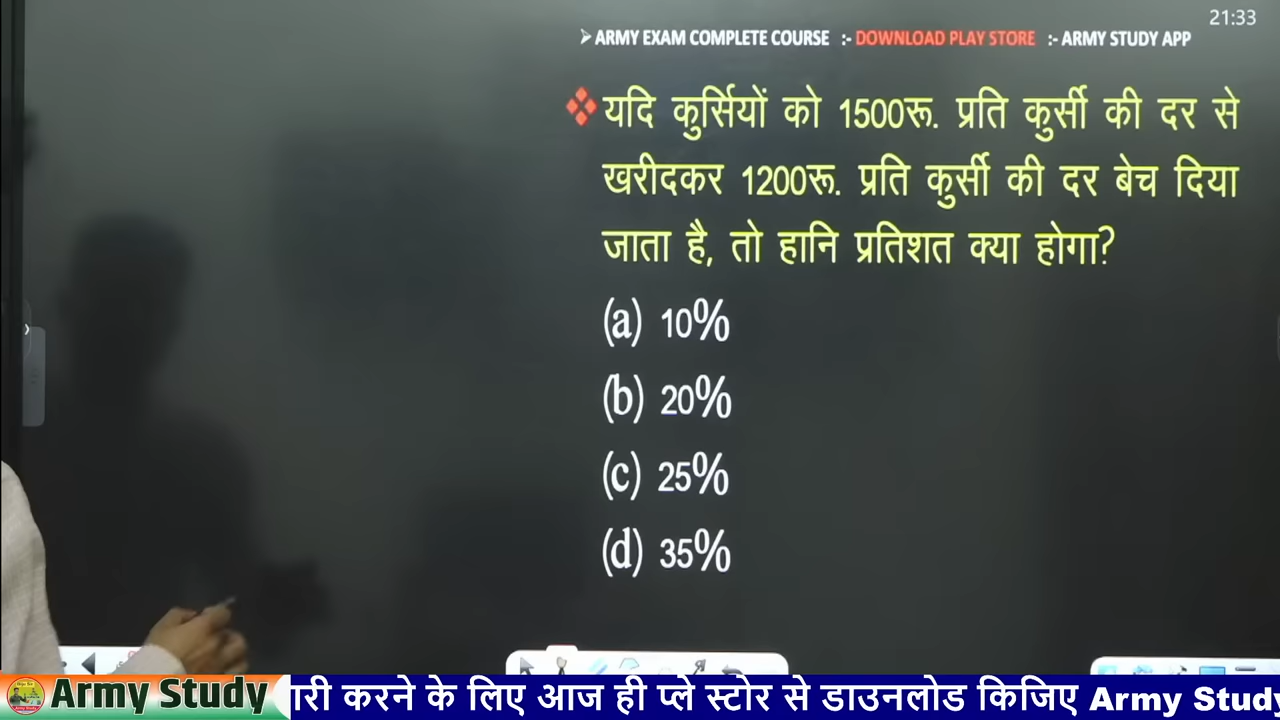 21:33
➢ ARMY EXAM COMPLETE COURSE :- DOWNLOAD PLAY STORE :- ARMY STUDY APP
❖ यदि कुर्सियों को 1500रू. प्रति कुर्सी की दर से
खरीदकर 1200रू. प्रति कुर्सी की दर बेच दिया
जाता है, तो हानि प्रतिशत क्या होगा?
(a) 10%
(b) 20%
(c) 25%
(d) 35%
Army Study
ारी करने के लिए आज ही प्ले स्टोर से डाउनलोड किजिए Army Study